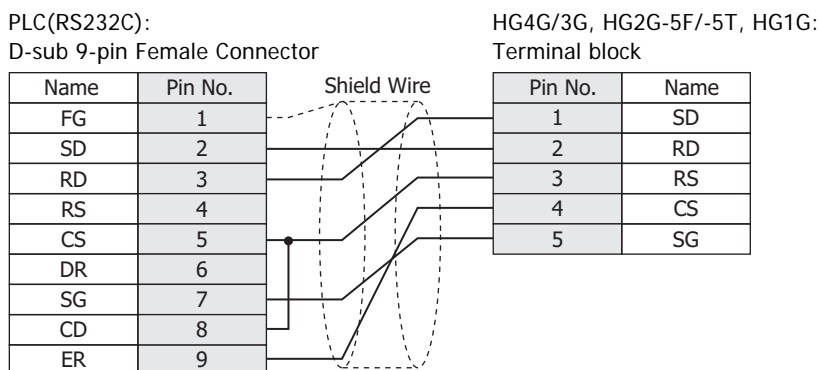 PLC(RS232C):
D-sub 9-pin Female Connector
HG4G/3G, HG2G-5F/-5T, HG1G:
Terminal block
Name Pin No. Shield Wire Pin No. Name
FG 1 1 SD
SD 2 2 RD
RD 3 3 RS
RS 4 4 CS
CS 5 5 SG
DR 6
SG 7
CD 8
ER 9